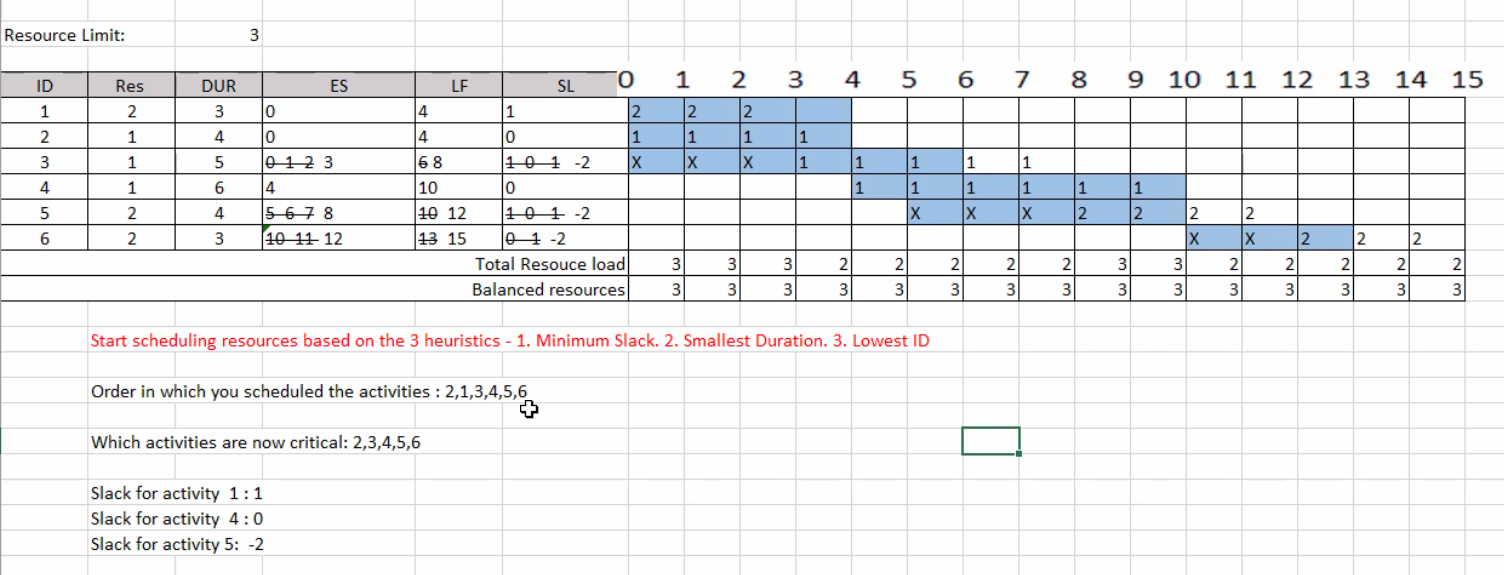 Resource Limit: 3
0 1 2 3 4 5 6 7 8 9 10 11 12 13 14 15
ID Res DUR ES LF SL
1 2 3 0 4 1 2 2 2
2 1 4 0 4 0 1 1 1 1
3 1 5 0 1 2 3 6 8 1 0 -1 -2 X X X 1 1 1 1 1
4 1 6 4 10 0 1 1 1 1 1 1
5 2 4 5 6 7 8 10 12 1 0 -1 -2 X X X 2 2 2 2
6 2 3 10 11 12 13 15 0 -1 -2 X X 2 2 2
Total Resouce load 3 3 3 2 2 2 2 2 3 3 2 2 2 2 2
Balanced resources 3 3 3 3 3 3 3 3 3 3 3 3 3 3 3
Start scheduling resources based on the 3 heuristics - 1. Minimum Slack. 2. Smallest Duration. 3. Lowest ID
Order in which you scheduled the activities : 2,1,3,4,5,6
Which activities are now critical: 2,3,4,5,6
Slack for activity 1 : 1
Slack for activity 4 : 0
Slack for activity 5: -2